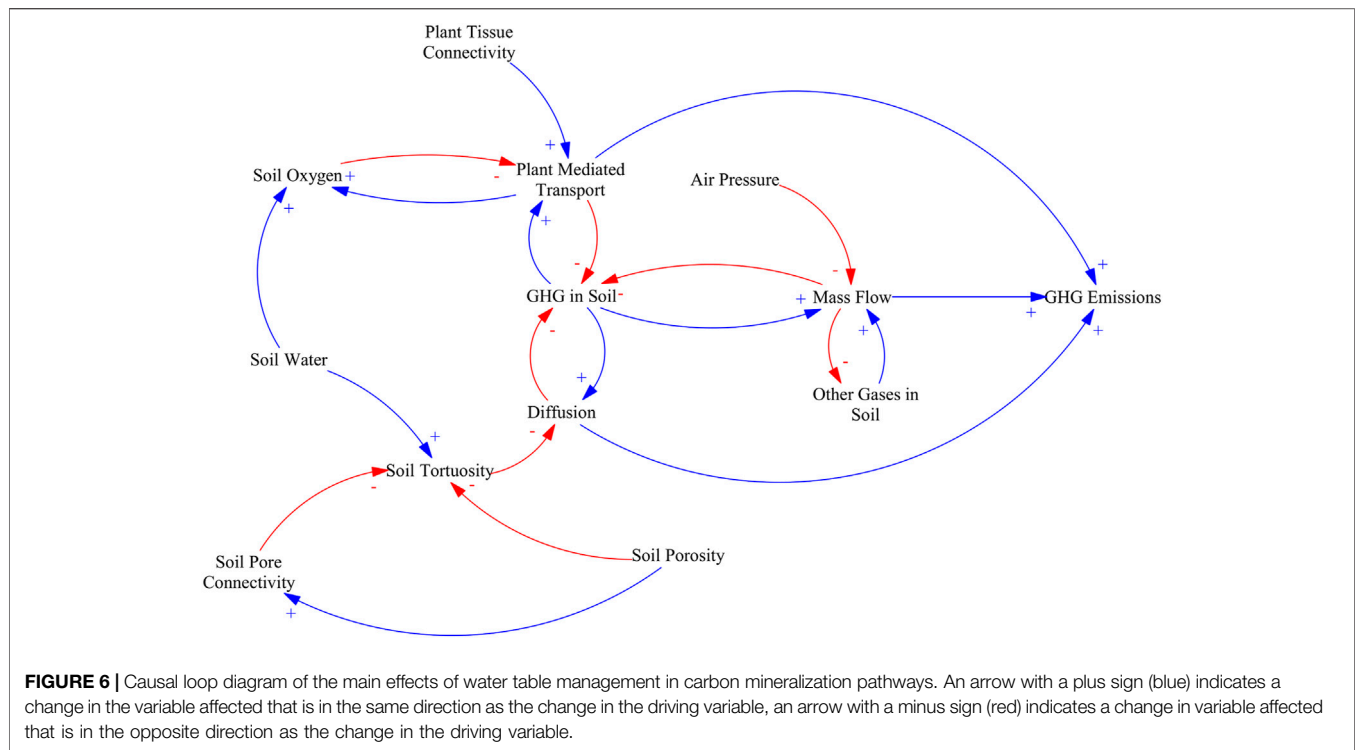 Plant Tissue
Connectivity
+
Soil Oxygen
+
-
Plant Mediated
Transport
Air Pressure
+
+
-
-
+
GHG in Soil
-
+
Mass Flow
+
GHG Emissions
+
-
+
+
-
Soil Water
+
Other Gases in
Soil
Diffusion
-
+
Soil Tortuosity
-
-
Soil Pore
Connectivity
Soil Porosity
+
FIGURE 6 | Causal loop diagram of the main effects of water table management in carbon mineralization pathways. An arrow with a plus sign (blue) indicates a
change in the variable affected that is in the same direction as the change in the driving variable, an arrow with a minus sign (red) indicates a change in variable affected
that is in the opposite direction as the change in the driving variable.